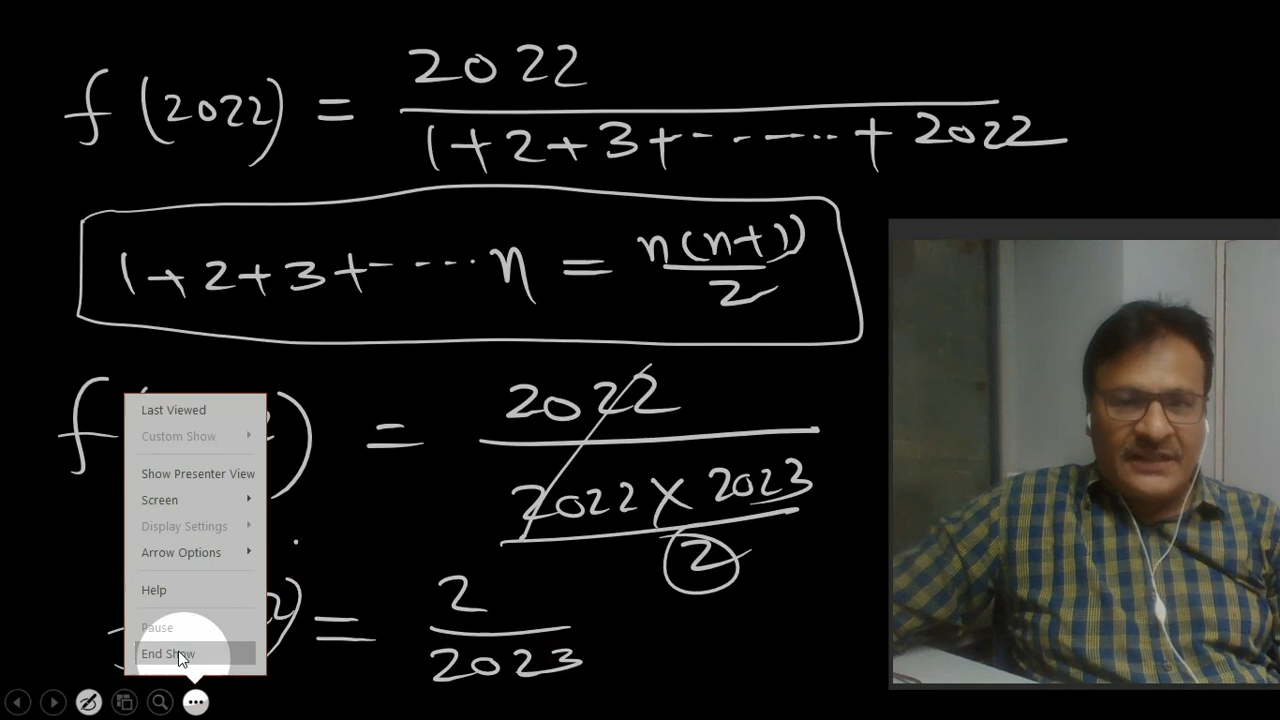 f(2022) = 2022 / 1+2+3+-------+2022
1+2+3+----- n = n(n+1) / 2
f ) = 2022 / 2022 x 2023 / 2
2) = 2 / 2023
Last Viewed
Custom Show
Show Presenter View
Screen
Display Settings
Arrow Options
Help
Pause
End Show